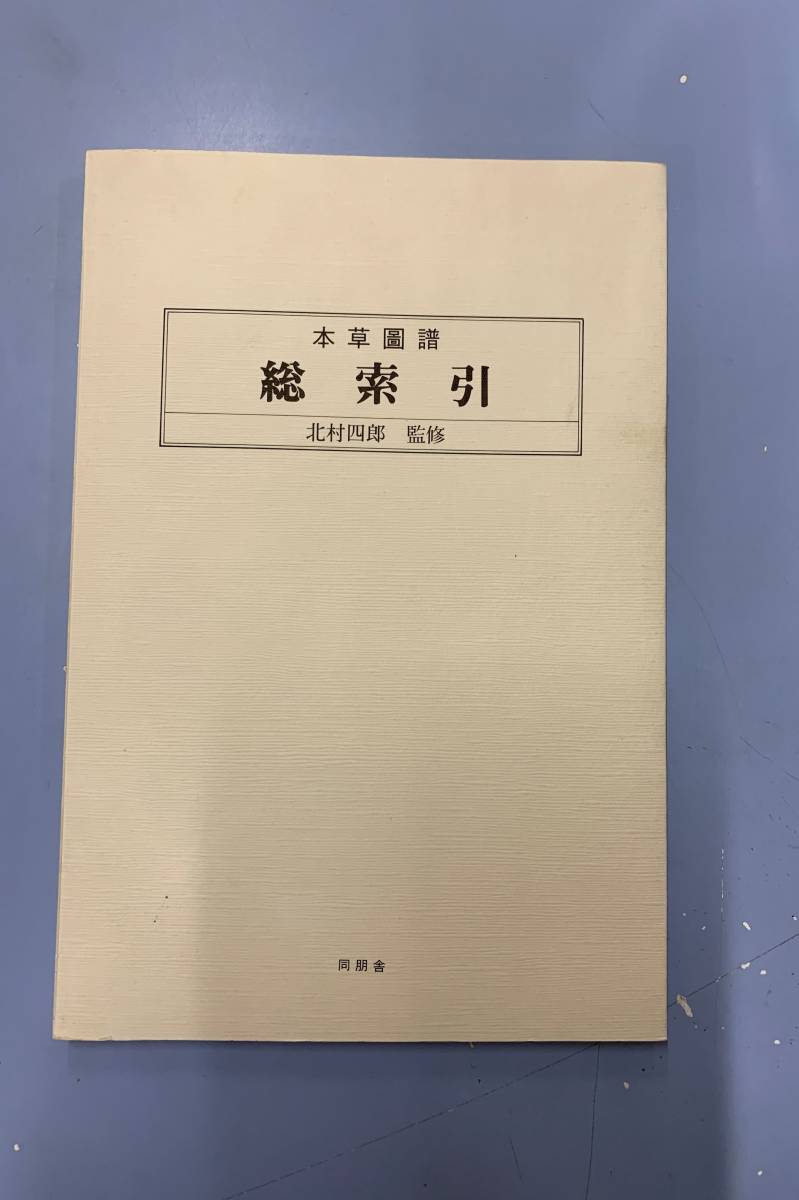 本草圖譜
総索引
北村四郎　監修
同朋舎